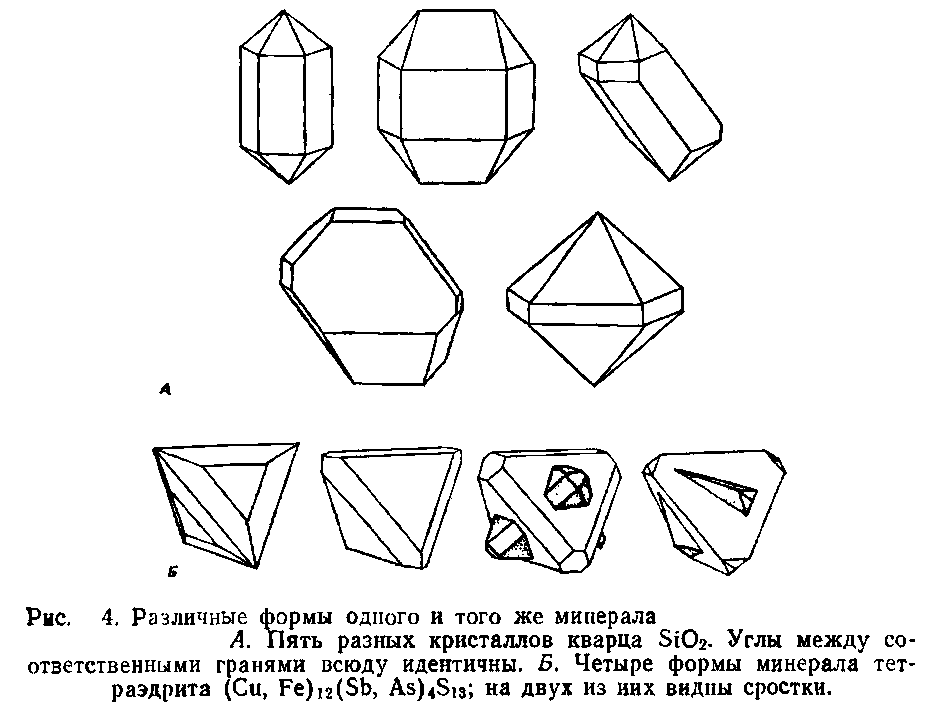 А
Б
Рис. 4. Различные формы одного и того же минерала
А. Пять разных кристаллов кварца SiO₂. Углы между со-
ответственными гранями всюду идентичны. Б. Четыре формы минерала тет-
раэдрита (Cu, Fe)₁₂(Sb, As)₄S₁₃; на двух из них видны сростки.